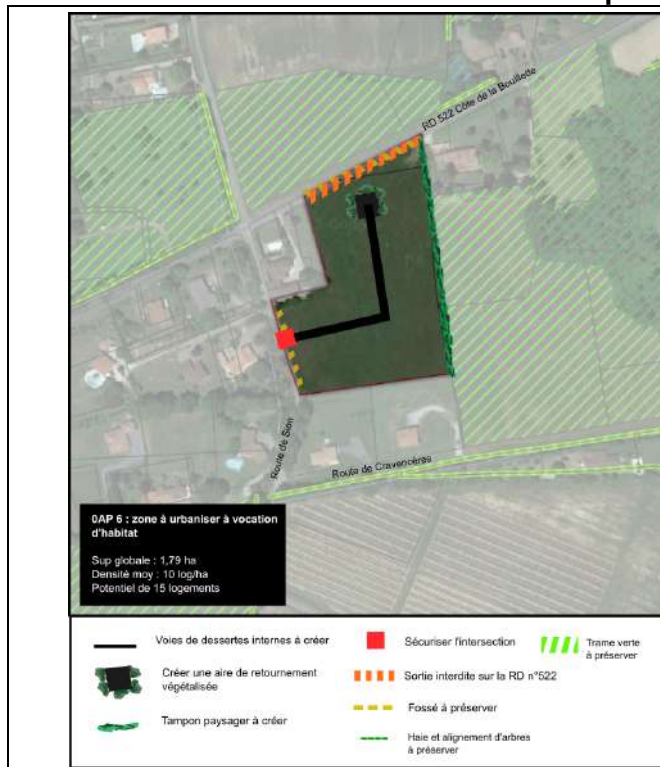 RD 522 Côte de la Bouillette
Route de Sion
Route de Cravencères
0AP 6 : zone à urbaniser à vocation
d'habitat
Sup globale : 1,79 ha
Densité moy : 10 log/ha
Potentiel de 15 logements
Voies de dessertes internes à créer
Créer une aire de retournement
végétalisée
Tampon paysager à créer
Sécuriser l'intersection
Sortie interdite sur la RD n°522
Fossé à préserver
Haie et alignement d'arbres
à préserver
Trame verte
à préserver